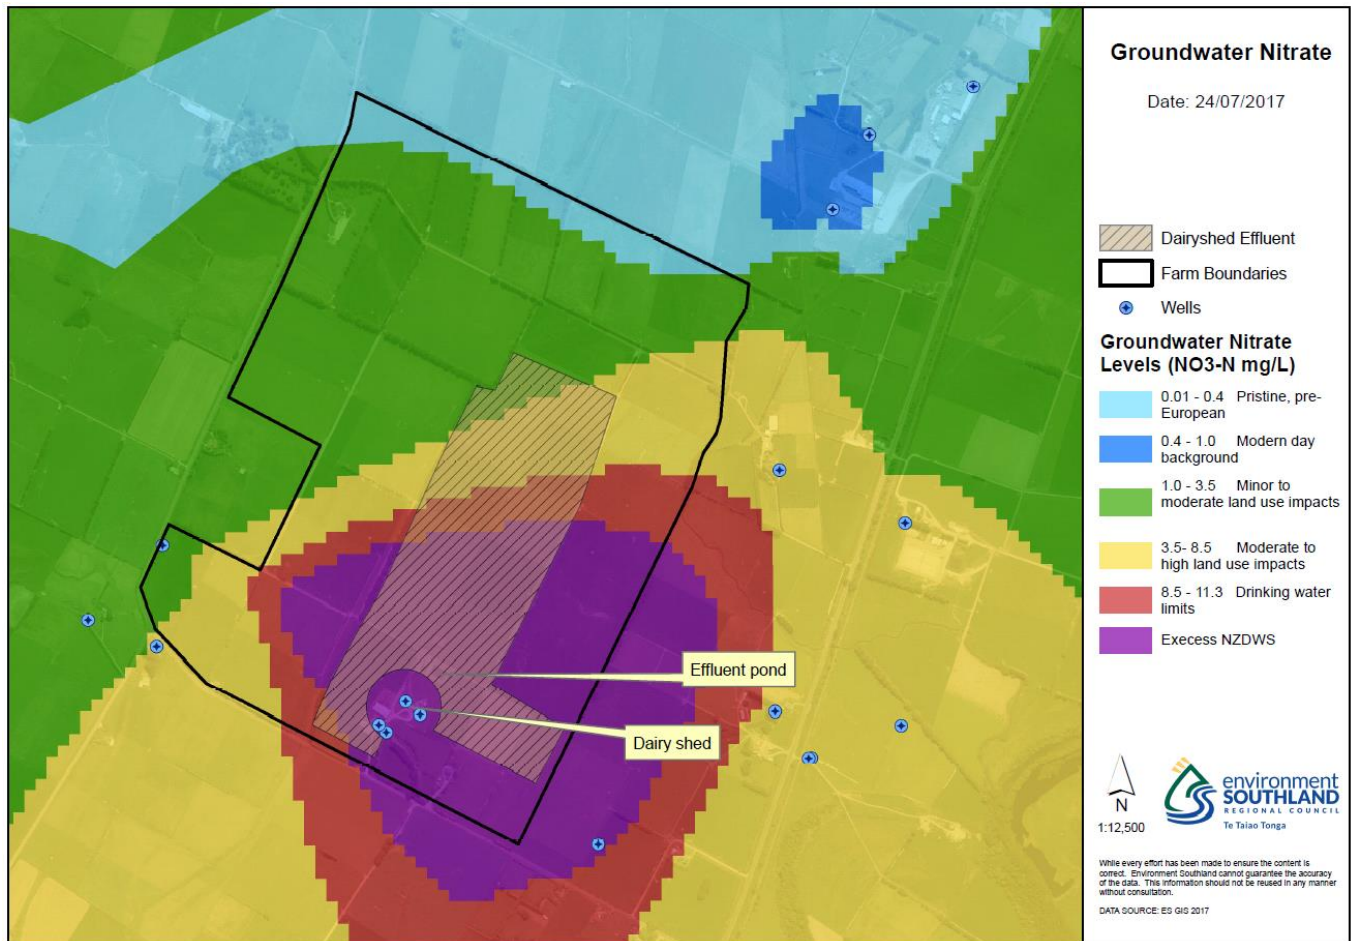 Groundwater Nitrate
Date: 24/07/2017
Dairyshed Effluent
Farm Boundaries
Wells
Groundwater Nitrate
Levels (NO3-N mg/L)
0.01 - 0.4 Pristine, pre-
European
0.4 - 1.0 Modern day
background
1.0 - 3.5 Minor to
moderate land use impacts
3.5- 8.5 Moderate to
high land use impacts
8.5 - 11.3 Drinking water
limits
Execess NZDWS
Effluent pond
Dairy shed
N
1:12,500
environment
SOUTHLAND
REGIONAL COUNCIL
Te Taiao Tonga
While every effort has been made to ensure the content is
correct. Environment Southland cannot guarantee the accuracy
of the data. This information should not be reused in any manner
without consultation.
DATA SOURCE: ES GIS 2017